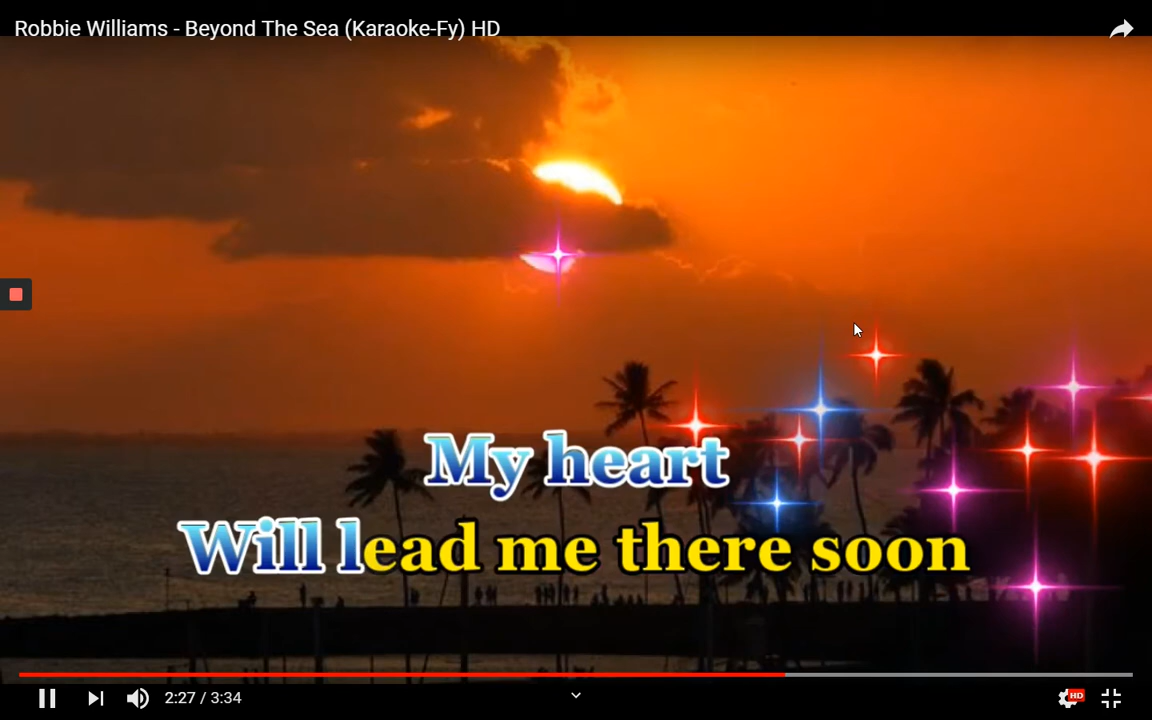 Robbie Williams - Beyond The Sea (Karaoke-Fy) HD
My heart
Will lead me there soon
2:27 / 3:34
HD